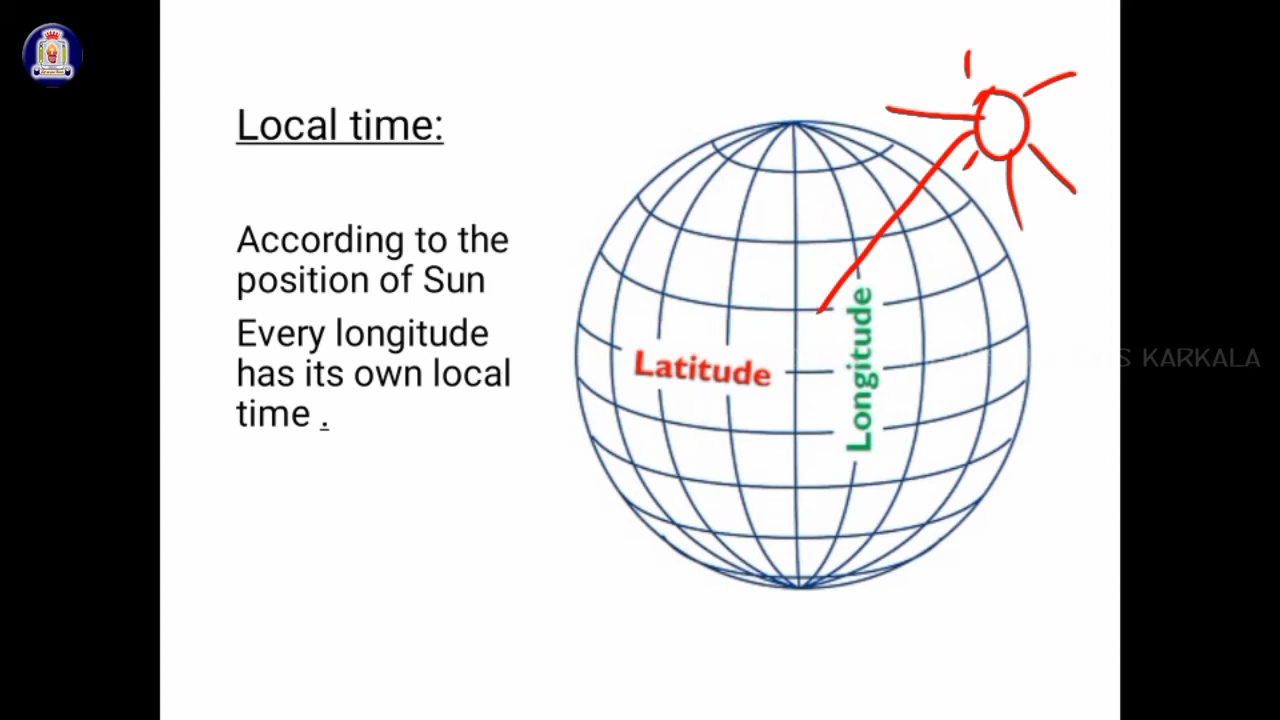 Local time:
According to the
position of Sun
Every longitude
has its own local
time .
Latitude
Longitude
S KARKALA